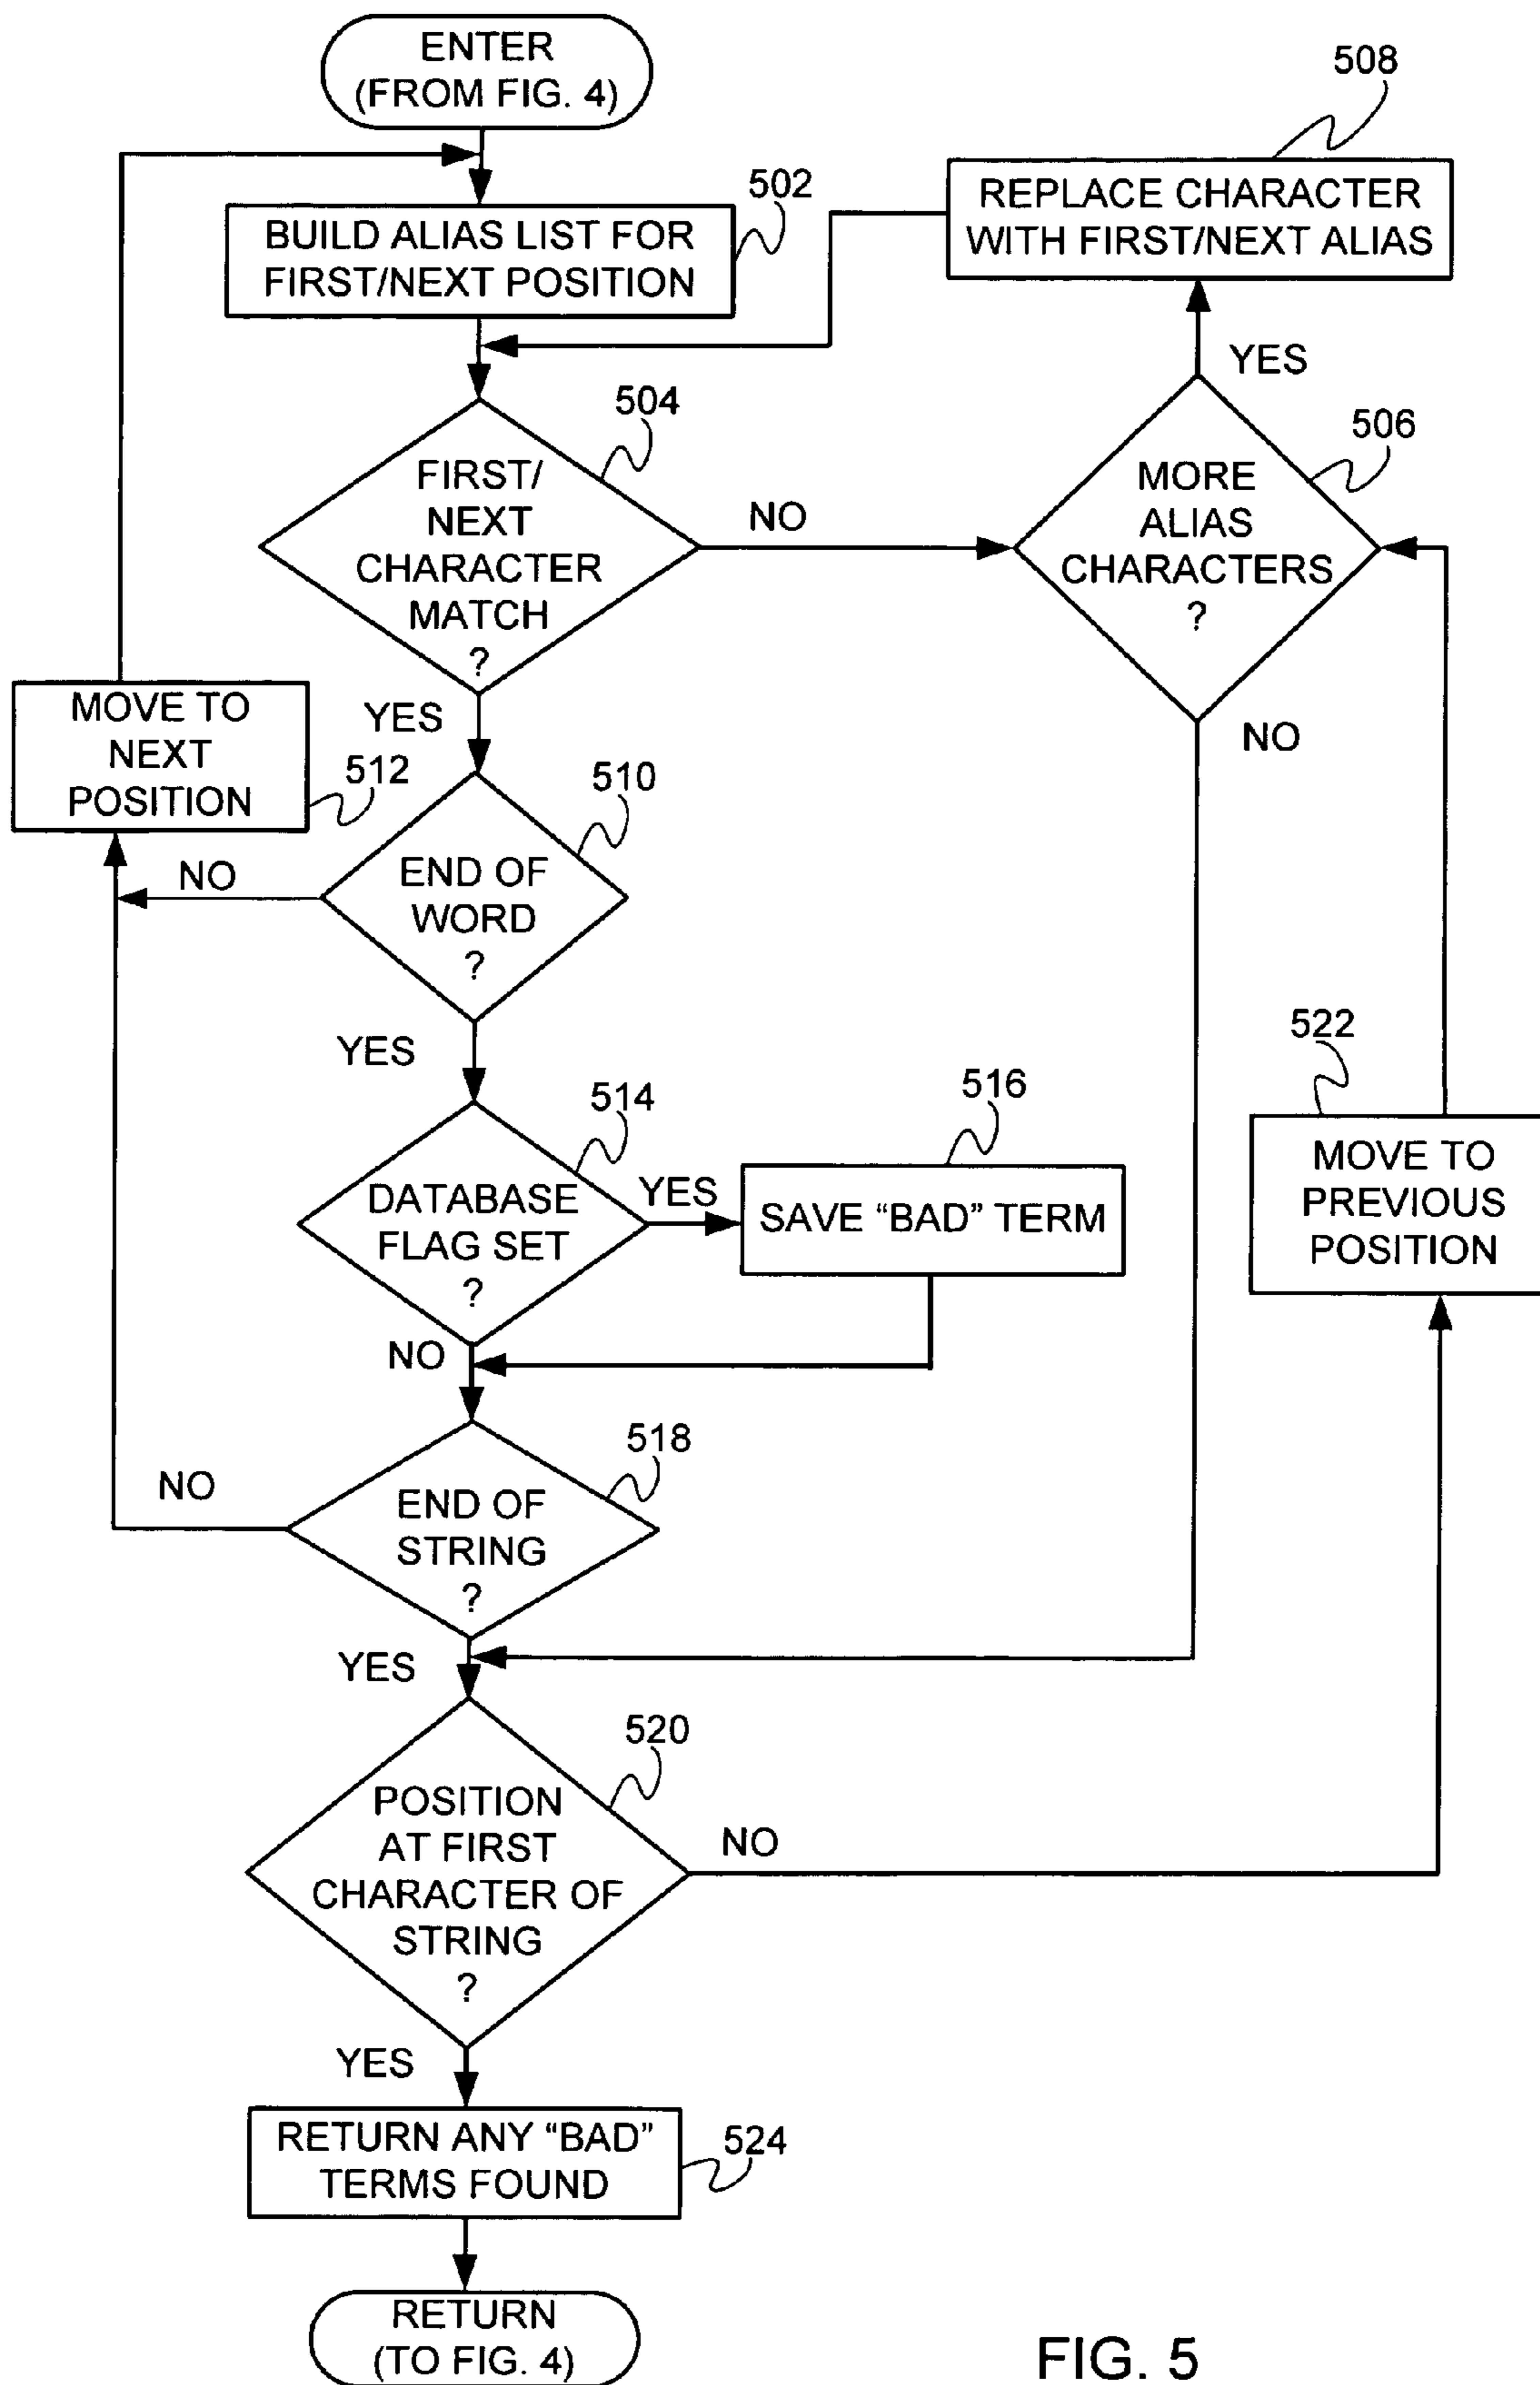 ENTER
(FROM FIG. 4)
508
REPLACE CHARACTER
WITH FIRST/NEXT ALIAS
502
BUILD ALIAS LIST FOR
FIRST/NEXT POSITION
YES
504
506
FIRST/
NEXT
CHARACTER
MATCH
?
NO
MORE
ALIAS
CHARACTERS
?
YES
NO
MOVE TO
NEXT
POSITION
512
510
END OF
WORD
?
NO
YES
522
MOVE TO
PREVIOUS
POSITION
514
516
DATABASE
FLAG SET
?
YES
SAVE “BAD” TERM
NO
518
END OF
STRING
?
NO
YES
520
POSITION
AT FIRST
CHARACTER OF
STRING
?
NO
YES
RETURN ANY “BAD”
TERMS FOUND
524
RETURN
(TO FIG. 4)
FIG. 5